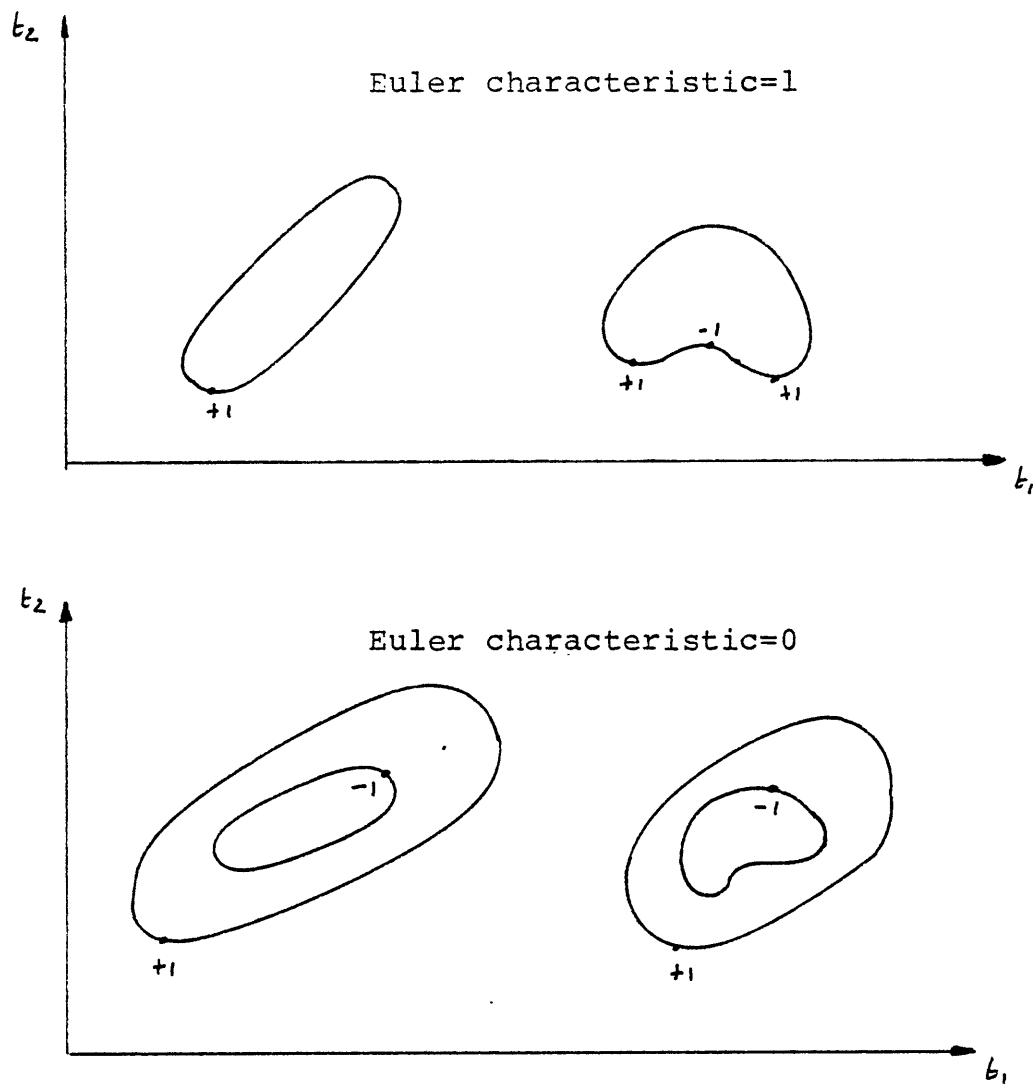 t₂
Euler characteristic=1
-1
+1 +1 +1
t₁
t₂
Euler characteristic=0
-1 -1
+1 +1
t₁